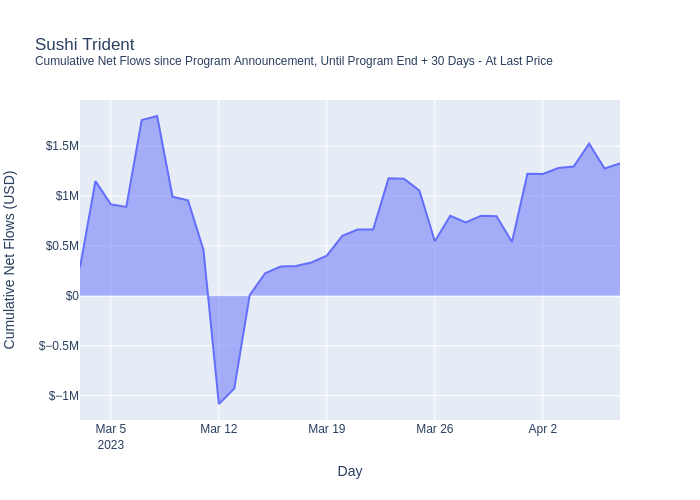 Sushi Trident
Cumulative Net Flows since Program Announcement, Until Program End + 30 Days - At Last Price
Cumulative Net Flows (USD)
$1.5M
$1M
$0.5M
$0
$−0.5M
$−1M
Mar 5
2023
Mar 12
Mar 19
Mar 26
Apr 2
Day